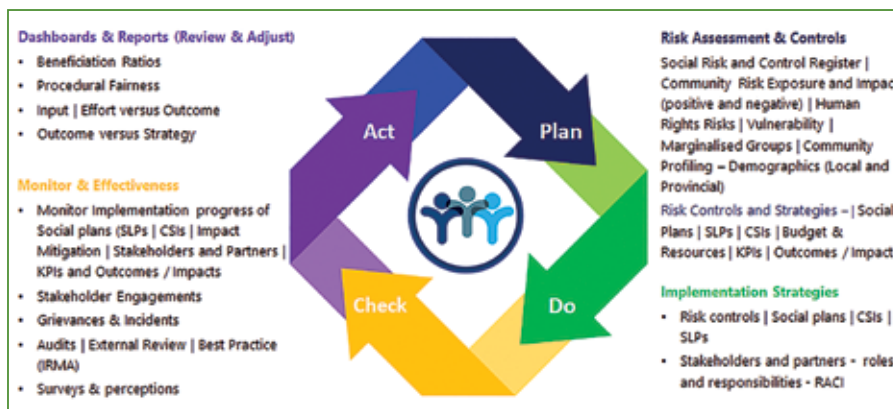 Dashboards & Reports (Review & Adjust)
• Beneficiation Ratios
• Procedural Fairness
• Input | Effort versus Outcome
• Outcome versus Strategy
Monitor & Effectiveness
• Monitor Implementation progress of
Social plans (SLPs | CSIs | Impact
Mitigation | Stakeholders and Partners |
KPIs and Outcomes / Impacts
• Stakeholder Engagements
• Grievances & Incidents
• Audits | External Review | Best Practice
(IRMA)
• Surveys & perceptions
Act
Plan
Check
Do
Risk Assessment & Controls
Social Risk and Control Register |
Community Risk Exposure and Impac
(positive and negative) | Human
Rights Risks | Vulnerability |
Marginalised Groups | Community
Profiling – Demographics (Local and
Provincial)
Risk Controls and Strategies – | Social
Plans | SLPs | CSIs | Budget &
Resources | KPIs | Outcomes / Impact
Implementation Strategies
• Risk controls | Social plans | CSIs |
SLPs
• Stakeholders and partners - roles
and responsibilities - RACI